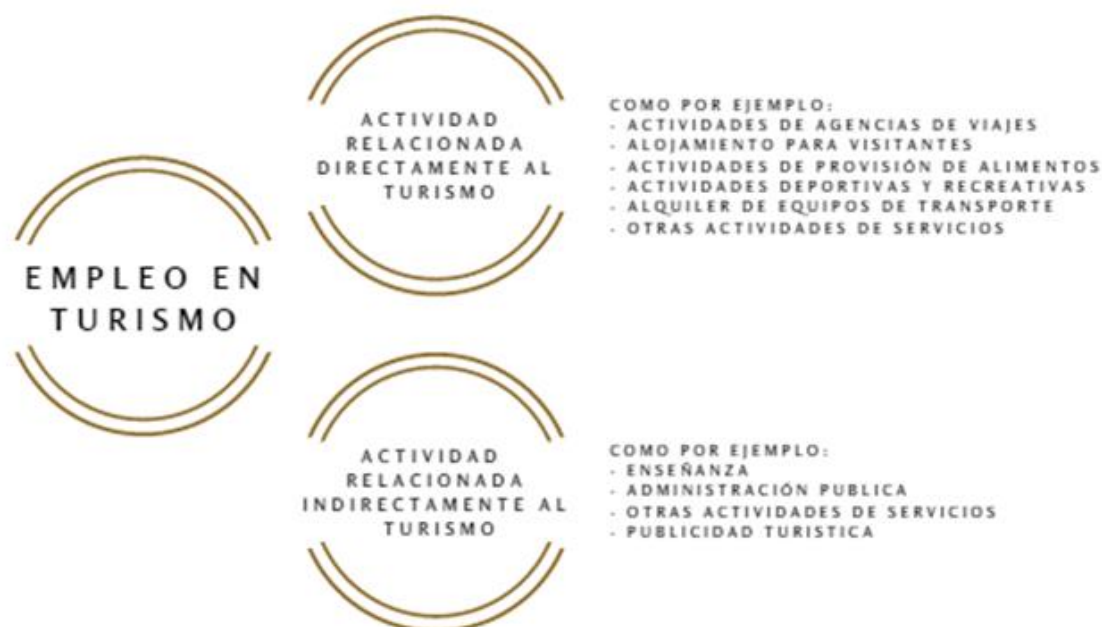 EMPLEO EN
TURISMO
ACTIVIDAD
RELACIONADA
DIRECTAMENTE AL
TURISMO
COMO POR EJEMPLO:
- ACTIVIDADES DE AGENCIAS DE VIAJES
- ALOJAMIENTO PARA VISITANTES
- ACTIVIDADES DE PROVISIÓN DE ALIMENTOS
- ACTIVIDADES DEPORTIVAS Y RECREATIVAS
- ALQUILER DE EQUIPOS DE TRANSPORTE
- OTRAS ACTIVIDADES DE SERVICIOS
ACTIVIDAD
RELACIONADA
INDIRECTAMENTE AL
TURISMO
COMO POR EJEMPLO:
- ENSEÑANZA
- ADMINISTRACIÓN PUBLICA
- OTRAS ACTIVIDADES DE SERVICIOS
- PUBLICIDAD TURISTICA